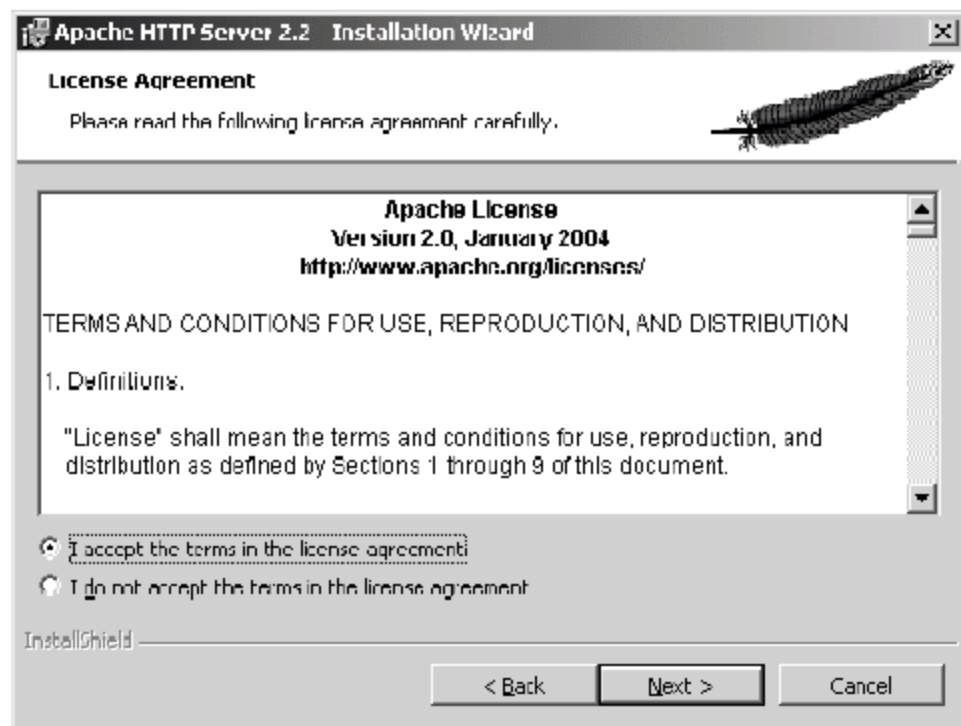 Apache HTTP Server 2.2 Installation Wizard
License Agreement
Please read the following license agreement carefully.
Apache License
Version 2.0, January 2004
http://www.apache.org/licenses/
TERMS AND CONDITIONS FOR USE, REPRODUCTION, AND DISTRIBUTION
1. Definitions.
"License" shall mean the terms and conditions for use, reproduction, and
distribution as defined by Sections 1 through 9 of this document.
I accept the terms in the license agreement
I do not accept the terms in the license agreement
InstallShield
< Back
Next >
Cancel